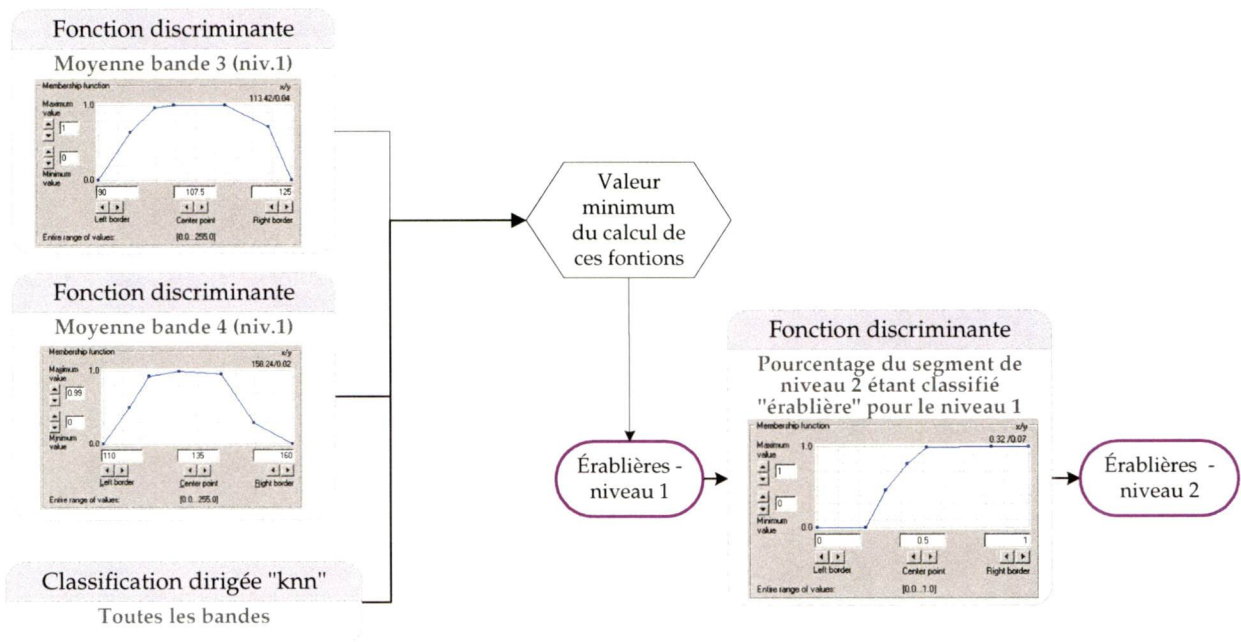 Fonction discriminante
Moyenne bande 3 (niv.1)
Membership function
x/y
113.42/0.04
Maximum
value
1.0
1
0
Minimum
value
0.0
90
107.5
125
Left border
Center point
Right border
Entire range of values:
[0.0...255.0]
Fonction discriminante
Moyenne bande 4 (niv.1)
Membership function
x/y
158.24/0.02
Maximum
value
1.0
0.99
0
Minimum
value
0.0
110
135
160
Left border
Center point
Right border
Entire range of values:
[0.0...255.0]
Classification dirigée "knn"
Toutes les bandes
Valeur
minimum
du calcul de
ces fontions
Érablières -
niveau 1
Fonction discriminante
Pourcentage du segment de
niveau 2 étant classifié
"érablière" pour le niveau 1
Membership function
x/y
0.32 /0.07
Maximum
value
1.0
1
0
Minimum
value
0.0
0
0.5
1
Left border
Center point
Right border
Entire range of values:
[0.0...1.0]
Érablières -
niveau 2